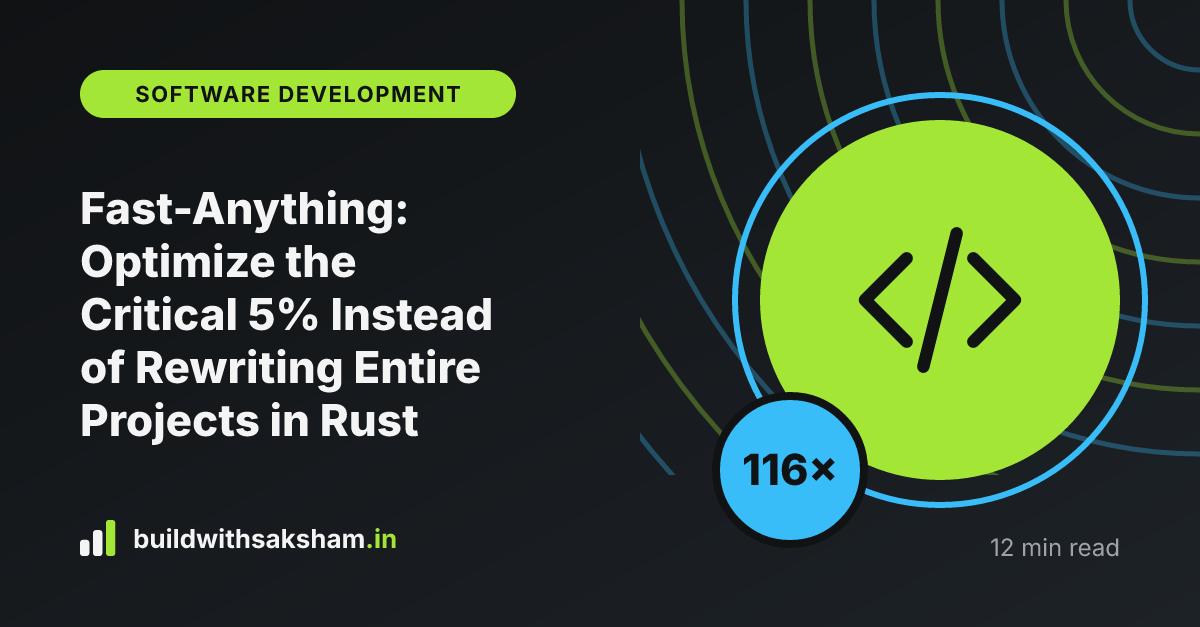 SOFTWARE DEVELOPMENT
Fast-Anything:
Optimize the
Critical 5% Instead
of Rewriting Entire
Projects in Rust
</>
116×
buildwithsaksham.in
12 min read